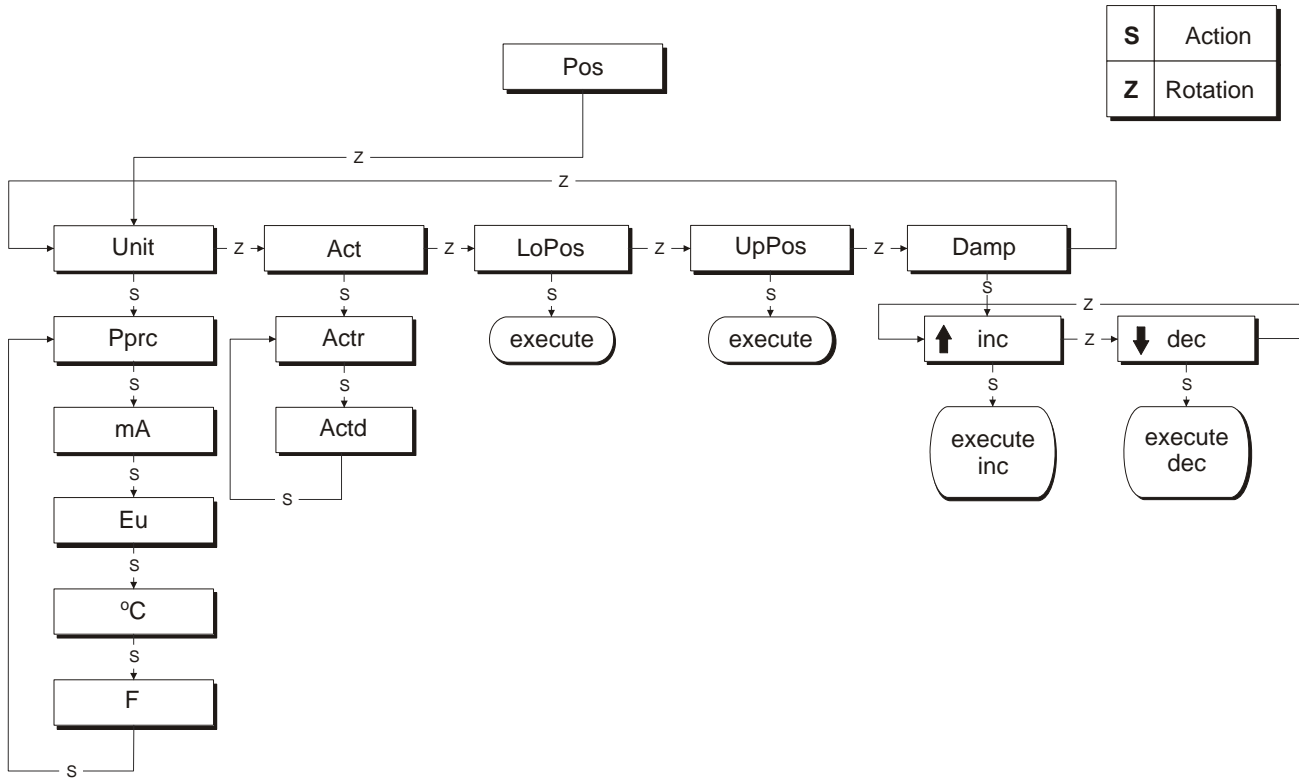 S Action
Z Rotation
Pos
Z
Z
Unit Z Act Z LoPos Z UpPos Z Damp
S S S S S
Z
Pprc Actr execute execute inc Z dec
S S S S
mA Actd execute inc execute dec
S S
Eu
S
ºC
S
F
S